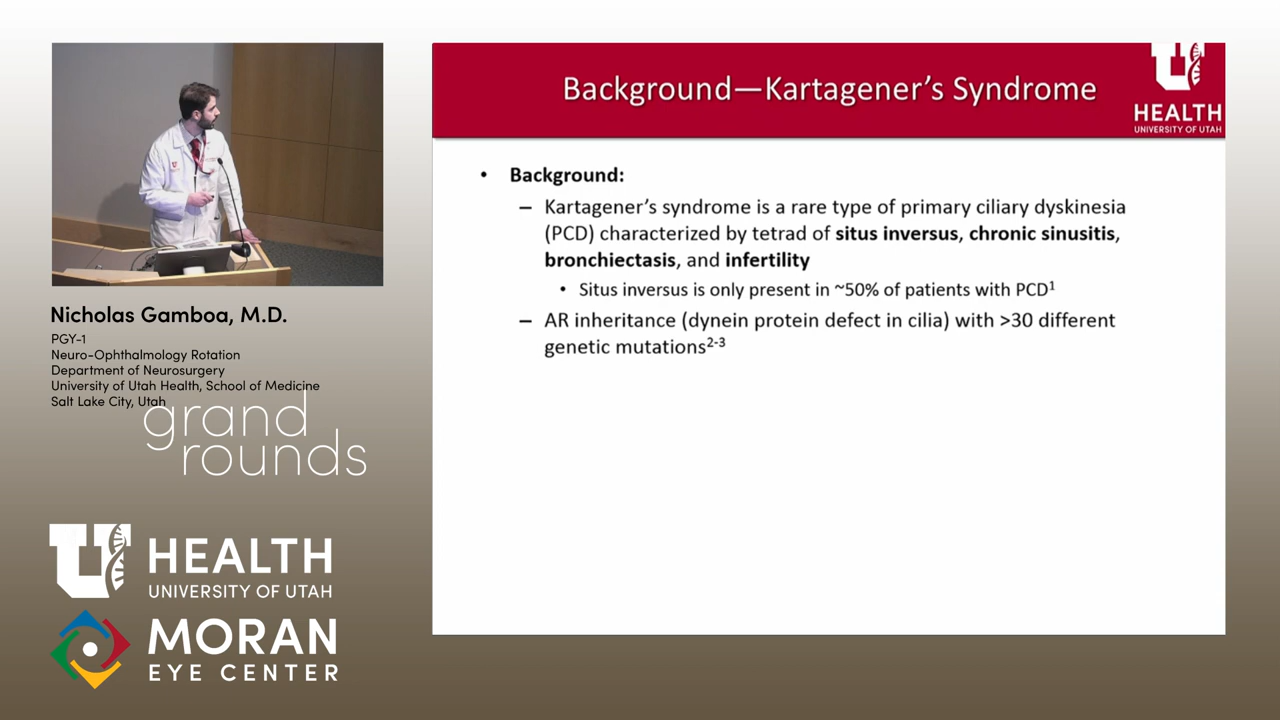 Background—Kartagener's Syndrome
HEALTH
UNIVERSITY OF UTAH
• Background:
– Kartagener's syndrome is a rare type of primary ciliary dyskinesia
(PCD) characterized by tetrad of situs inversus, chronic sinusitis,
bronchiectasis, and infertility
• Situs inversus is only present in ~50% of patients with PCD¹
– AR inheritance (dynein protein defect in cilia) with >30 different
genetic mutations²⁻³
Nicholas Gamboa, M.D.
PGY-1
Neuro-Ophthalmology Rotation
Department of Neurosurgery
University of Utah Health, School of Medicine
Salt Lake City, Utah
grand
rounds
U HEALTH
UNIVERSITY OF UTAH
MORAN
EYE CENTER